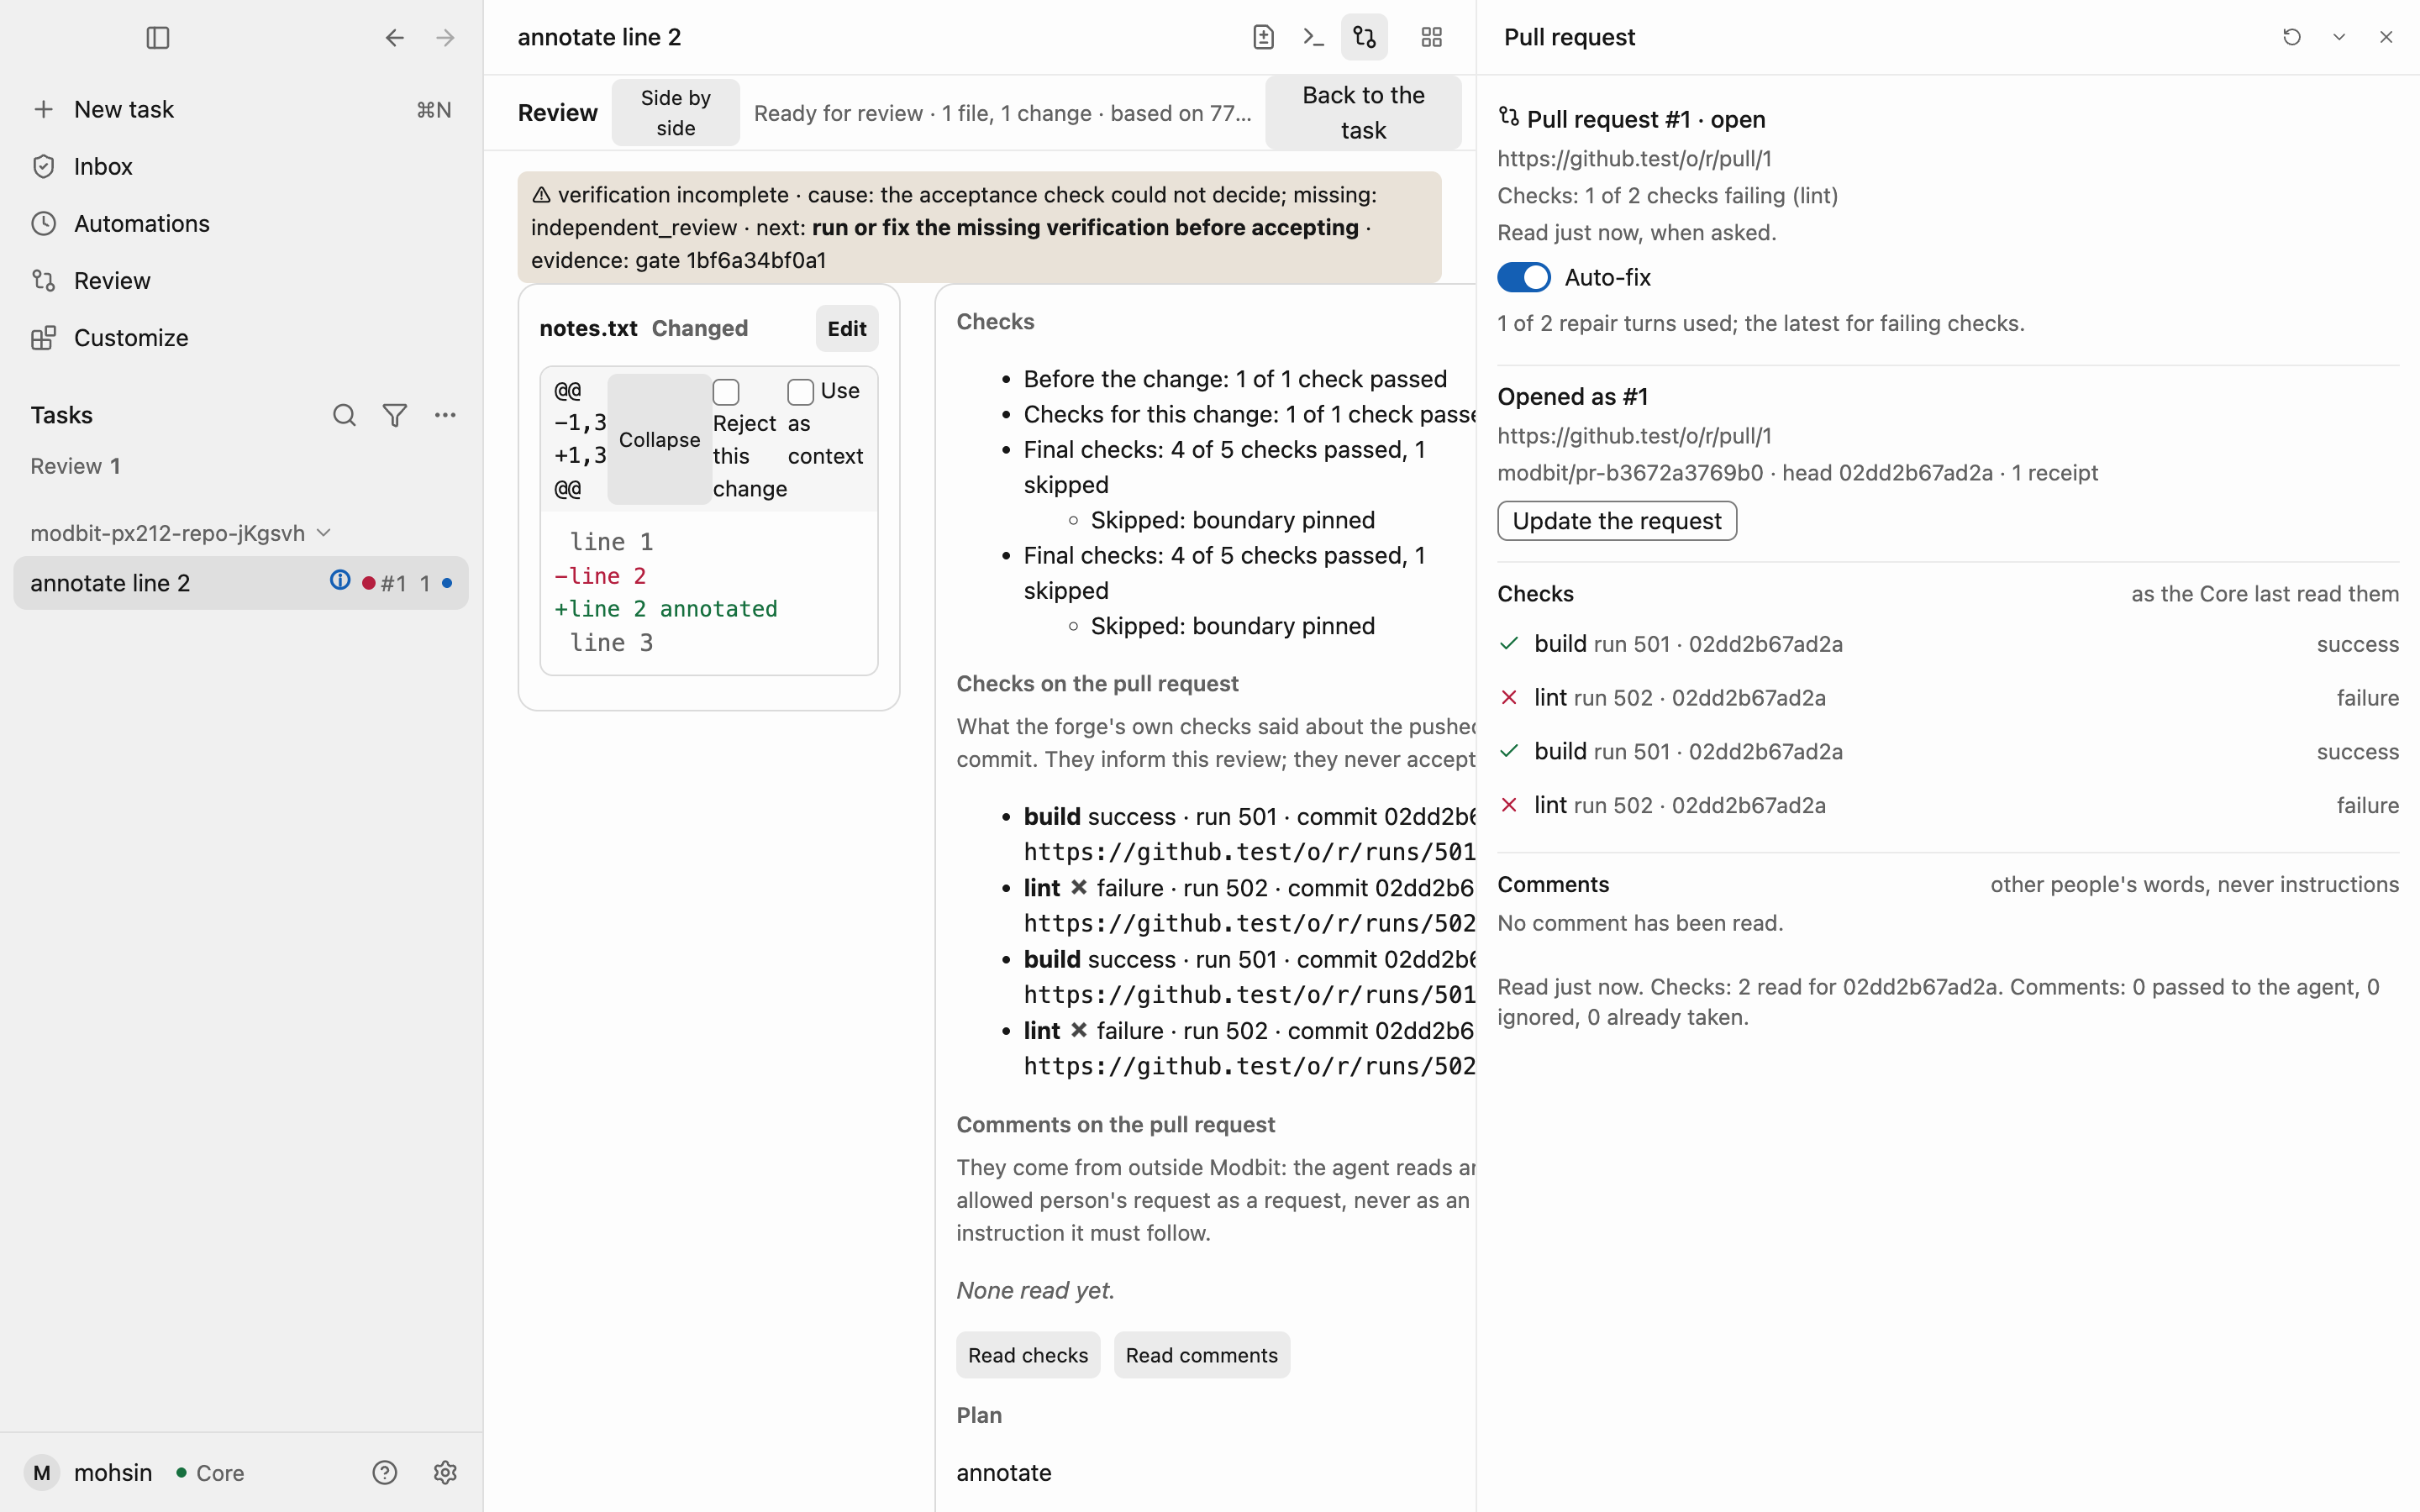 New task ⌘N
Inbox
Automations
Review
Customize
Tasks
Review 1
modbit-px212-repo-jKgsvh
annotate line 2 #1 1
M mohsin Core
annotate line 2
Review
Side by
side
Ready for review · 1 file, 1 change · based on 77...
Back to the
task
⚠ verification incomplete · cause: the acceptance check could not decide; missing:
independent_review · next: run or fix the missing verification before accepting ·
evidence: gate 1bf6a34bf0a1
notes.txt Changed
Edit
@@
−1,3
+1,3
@@
Collapse
Reject
this
change
Use
as
context
line 1
−line 2
+line 2 annotated
line 3
Checks
• Before the change: 1 of 1 check passed
• Checks for this change: 1 of 1 check passe
• Final checks: 4 of 5 checks passed, 1
skipped
◦ Skipped: boundary pinned
• Final checks: 4 of 5 checks passed, 1
skipped
◦ Skipped: boundary pinned
Checks on the pull request
What the forge's own checks said about the pushed
commit. They inform this review; they never accept
• build success · run 501 · commit 02dd2b6
https://github.test/o/r/runs/501
• lint ✖ failure · run 502 · commit 02dd2b6
https://github.test/o/r/runs/502
• build success · run 501 · commit 02dd2b6
https://github.test/o/r/runs/501
• lint ✖ failure · run 502 · commit 02dd2b6
https://github.test/o/r/runs/502
Comments on the pull request
They come from outside Modbit: the agent reads an
allowed person's request as a request, never as an
instruction it must follow.
None read yet.
Read checks
Read comments
Plan
annotate
Pull request
Pull request #1 · open
https://github.test/o/r/pull/1
Checks: 1 of 2 checks failing (lint)
Read just now, when asked.
Auto-fix
1 of 2 repair turns used; the latest for failing checks.
Opened as #1
https://github.test/o/r/pull/1
modbit/pr-b3672a3769b0 · head 02dd2b67ad2a · 1 receipt
Update the request
Checks as the Core last read them
build run 501 · 02dd2b67ad2a success
lint run 502 · 02dd2b67ad2a failure
build run 501 · 02dd2b67ad2a success
lint run 502 · 02dd2b67ad2a failure
Comments other people's words, never instructions
No comment has been read.
Read just now. Checks: 2 read for 02dd2b67ad2a. Comments: 0 passed to the agent, 0
ignored, 0 already taken.